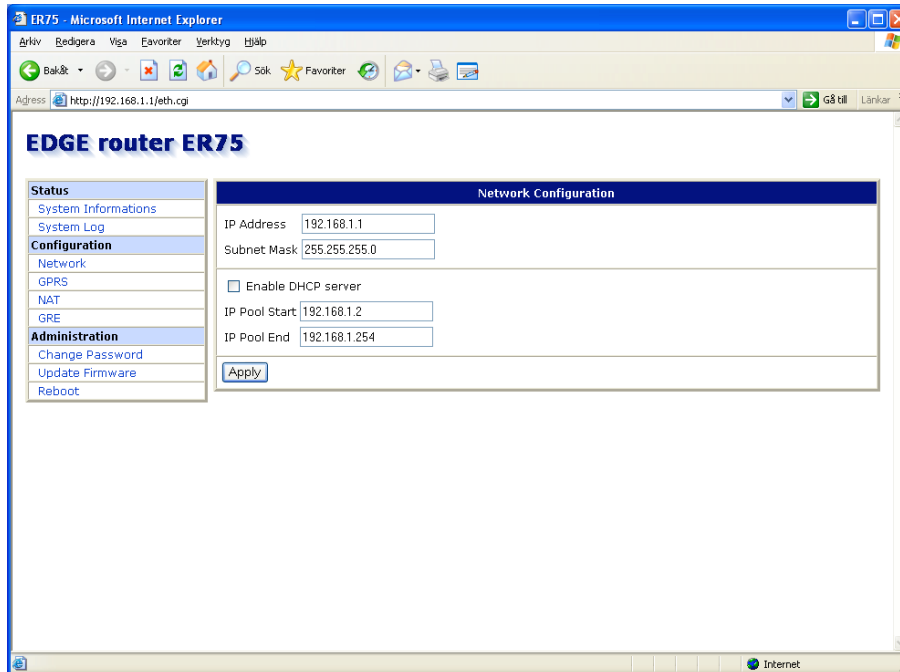 ER75 - Microsoft Internet Explorer
Arkiv Redigera Visa Favoriter Verktyg Hjälp
Bakåt Sök Favoriter
Adress http://192.168.1.1/eth.cgi Gå till Länkar
EDGE router ER75
Status
System Informations
System Log
Configuration
Network
GPRS
NAT
GRE
Administration
Change Password
Update Firmware
Reboot
Network Configuration
IP Address 192.168.1.1
Subnet Mask 255.255.255.0
Enable DHCP server
IP Pool Start 192.168.1.2
IP Pool End 192.168.1.254
Apply
Internet